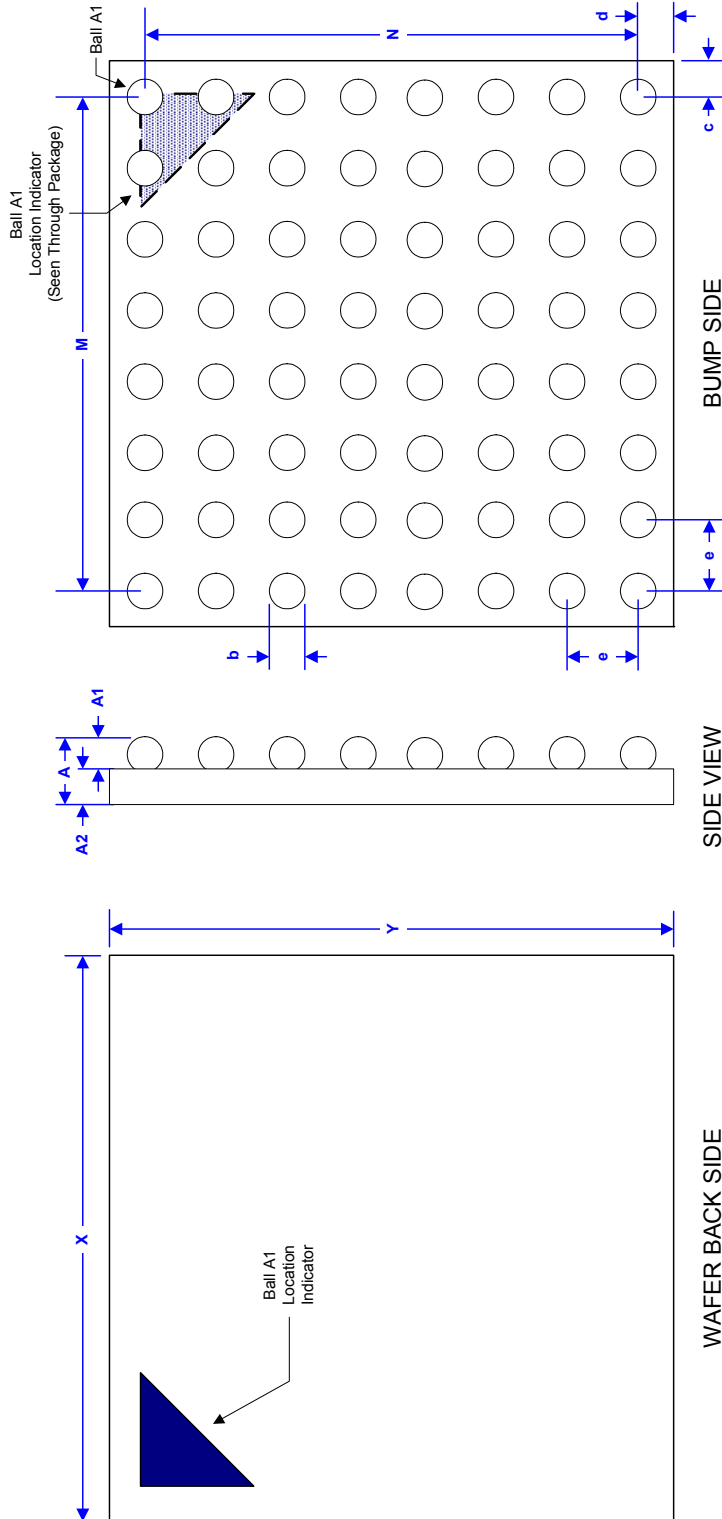 WAFER BACK SIDE
X
Y
Ball A1
Location
Indicator
SIDE VIEW
A2
A
A1
BUMP SIDE
M
N
Ball A1
Location Indicator
(Seen Through Package)
Ball A1
b
e
e
c
d